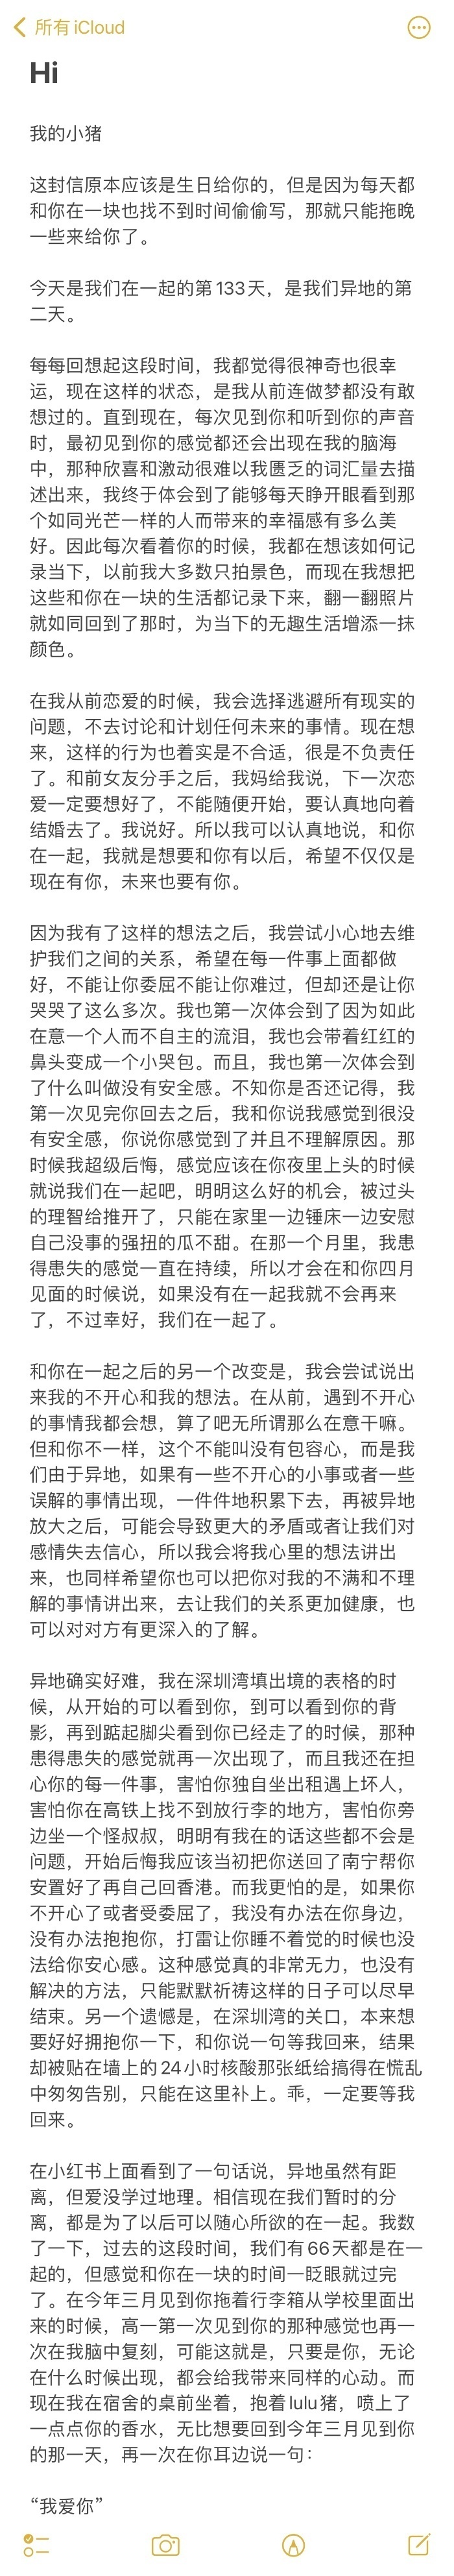 所有 iCloud
Hi
我的小猪
这封信原本应该是生日给你的，但是因为每天都
和你在一块也找不到时间偷偷写，那就只能拖晚
一些来给你了。
今天是我们在一起的第133天，是我们异地的第
二天。
每每回想起这段时间，我都觉得很神奇也很幸
运，现在这样的状态，是我从前连做梦都没有敢
想过的。直到现在，每次见到你和听到你的声音
时，最初见到你的感觉都还会出现在我的脑海
中，那种欣喜和激动很难以我匮乏的词汇量去描
述出来，我终于体会到了能够每天睁开眼看到那
个如同光芒一样的人而带来的幸福感有多么美
好。因此每次看着你的时候，我都在想该如何记
录当下，以前我大多数只拍景色，而现在我想把
这些和你在一块的生活都记录下来，翻一翻照片
就如同回到了那时，为当下的无趣生活增添一抹
颜色。
在我从前恋爱的时候，我会选择逃避所有现实的
问题，不去讨论和计划任何未来的事情。现在想
来，这样的行为也着实是不合适，很是不负责任
了。和前女友分手之后，我妈给我说，下一次恋
爱一定要想好了，不能随便开始，要认真地向着
结婚去了。我说好。所以我可以认真地说，和你
在一起，我就是想要和你有以后，希望不仅仅是
现在有你，未来也要有你。
因为我有了这样的想法之后，我尝试小心地去维
护我们之间的关系，希望在每一件事上面都做
好，不能让你委屈不能让你难过，但却还是让你
哭哭了这么多次。我也第一次体会到了因为如此
在意一个人而不自主的流泪，我也会带着红红的
鼻头变成一个小哭包。而且，我也第一次体会到
了什么叫做没有安全感。不知你是否还记得，我
第一次见完你回去之后，我和你说我感觉到很没
有安全感，你说你感觉到了并且不理解原因。那
时候我超级后悔，感觉应该在你夜里上头的时候
就说我们在一起吧，明明这么好的机会，被过头
的理智给推开了，只能在家里一边锤床一边安慰
自己没事的强扭的瓜不甜。在那一个月里，我患
得患失的感觉一直在持续，所以才会在和你四月
见面的时候说，如果没有在一起我就不会再来
了，不过幸好，我们在一起了。
和你在一起之后的另一个改变是，我会尝试说出
来我的不开心和我的想法。在从前，遇到不开心
的事情我都会想，算了吧无所谓那么在意干嘛。
但和你不一样，这个不能叫没有包容心，而是我
们由于异地，如果有一些不开心的小事或者一些
误解的事情出现，一件件地积累下去，再被异地
放大之后，可能会导致更大的矛盾或者让我们对
感情失去信心，所以我会将我心里的想法讲出
来，也同样希望你也可以把你对我的不满和不理
解的事情讲出来，去让我们的关系更加健康，也
可以对对方有更深入的了解。
异地确实好难，我在深圳湾填出境的表格的时
候，从开始的可以看到你，到可以看到你的背
影，再到踮起脚尖看到你已经走了的时候，那种
患得患失的感觉就再一次出现了，而且我还在担
心你的每一件事，害怕你独自坐出租遇上坏人，
害怕你在高铁上找不到放行李的地方，害怕你旁
边坐一个怪叔叔，明明有我在的话这些都不会是
问题，开始后悔我应该当初把你送回了南宁帮你
安置好了再自己回香港。而我更怕的是，如果你
不开心了或者受委屈了，我没有办法在你身边，
没有办法抱抱你，打雷让你睡不着觉的时候也没
法给你安心感。这种感觉真的非常无力，也没有
解决的方法，只能默默祈祷这样的日子可以尽早
结束。另一个遗憾是，在深圳湾的关口，本来想
要好好拥抱你一下，和你说一句等我回来，结果
却被贴在墙上的24小时核酸那张纸给搞得在慌乱
中匆匆告别，只能在这里补上。乖，一定要等我
回来。
在小红书上面看到了一句话说，异地虽然有距
离，但爱没学过地理。相信现在我们暂时的分
离，都是为了以后可以随心所欲的在一起。我数
了一下，过去的这段时间，我们有66天都是在一
起的，但感觉和你在一块的时间一眨眼就过完
了。在今年三月见到你拖着行李箱从学校里面出
来的时候，高一第一次见到你的那种感觉也再一
次在我脑中复刻，可能这就是，只要是你，无论
在什么时候出现，都会给我带来同样的心动。而
现在我在宿舍的桌前坐着，抱着lulu猪，喷上了
一点点你的香水，无比想要回到今年三月见到你
的那一天，再一次在你耳边说一句：
“我爱你”